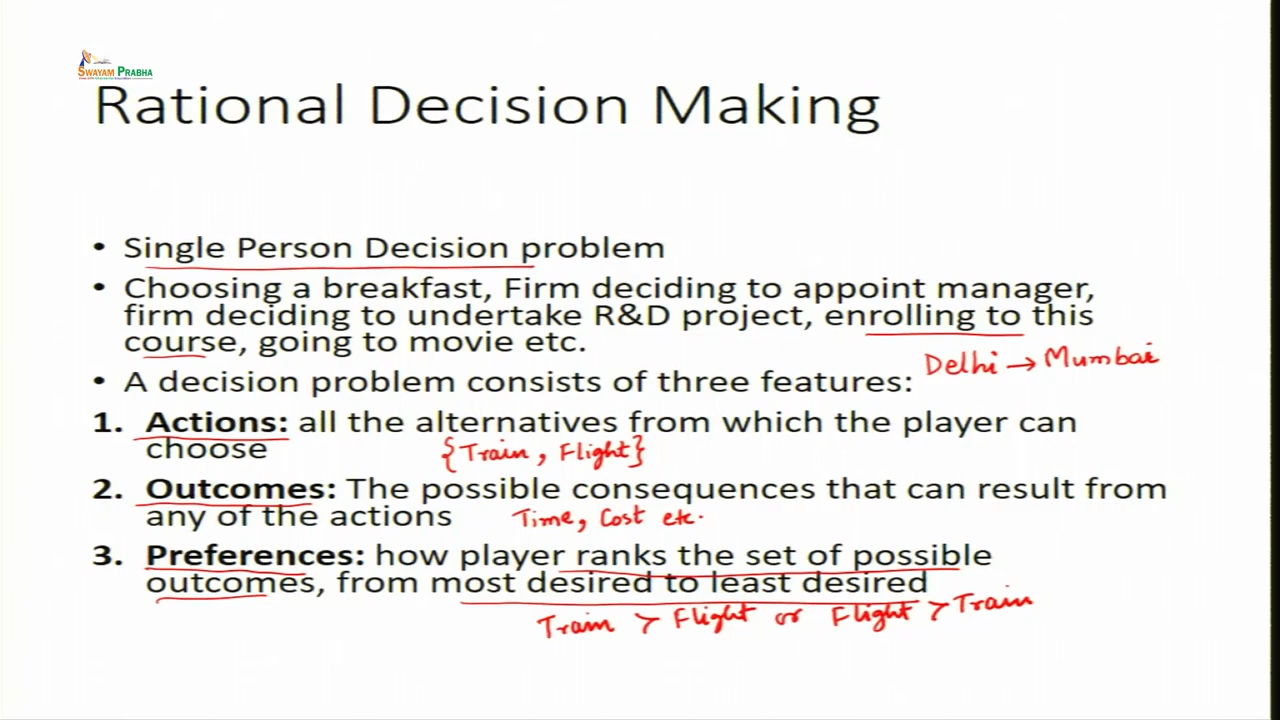 SWAYAM PRABHA
Rational Decision Making
• Single Person Decision problem
• Choosing a breakfast, Firm deciding to appoint manager,
firm deciding to undertake R&D project, enrolling to this
course, going to movie etc.
Delhi → Mumbai
• A decision problem consists of three features:
1. Actions: all the alternatives from which the player can
choose
{Train, Flight}
2. Outcomes: The possible consequences that can result from
any of the actions
Time, Cost etc.
3. Preferences: how player ranks the set of possible
outcomes, from most desired to least desired
Train > Flight or Flight > Train